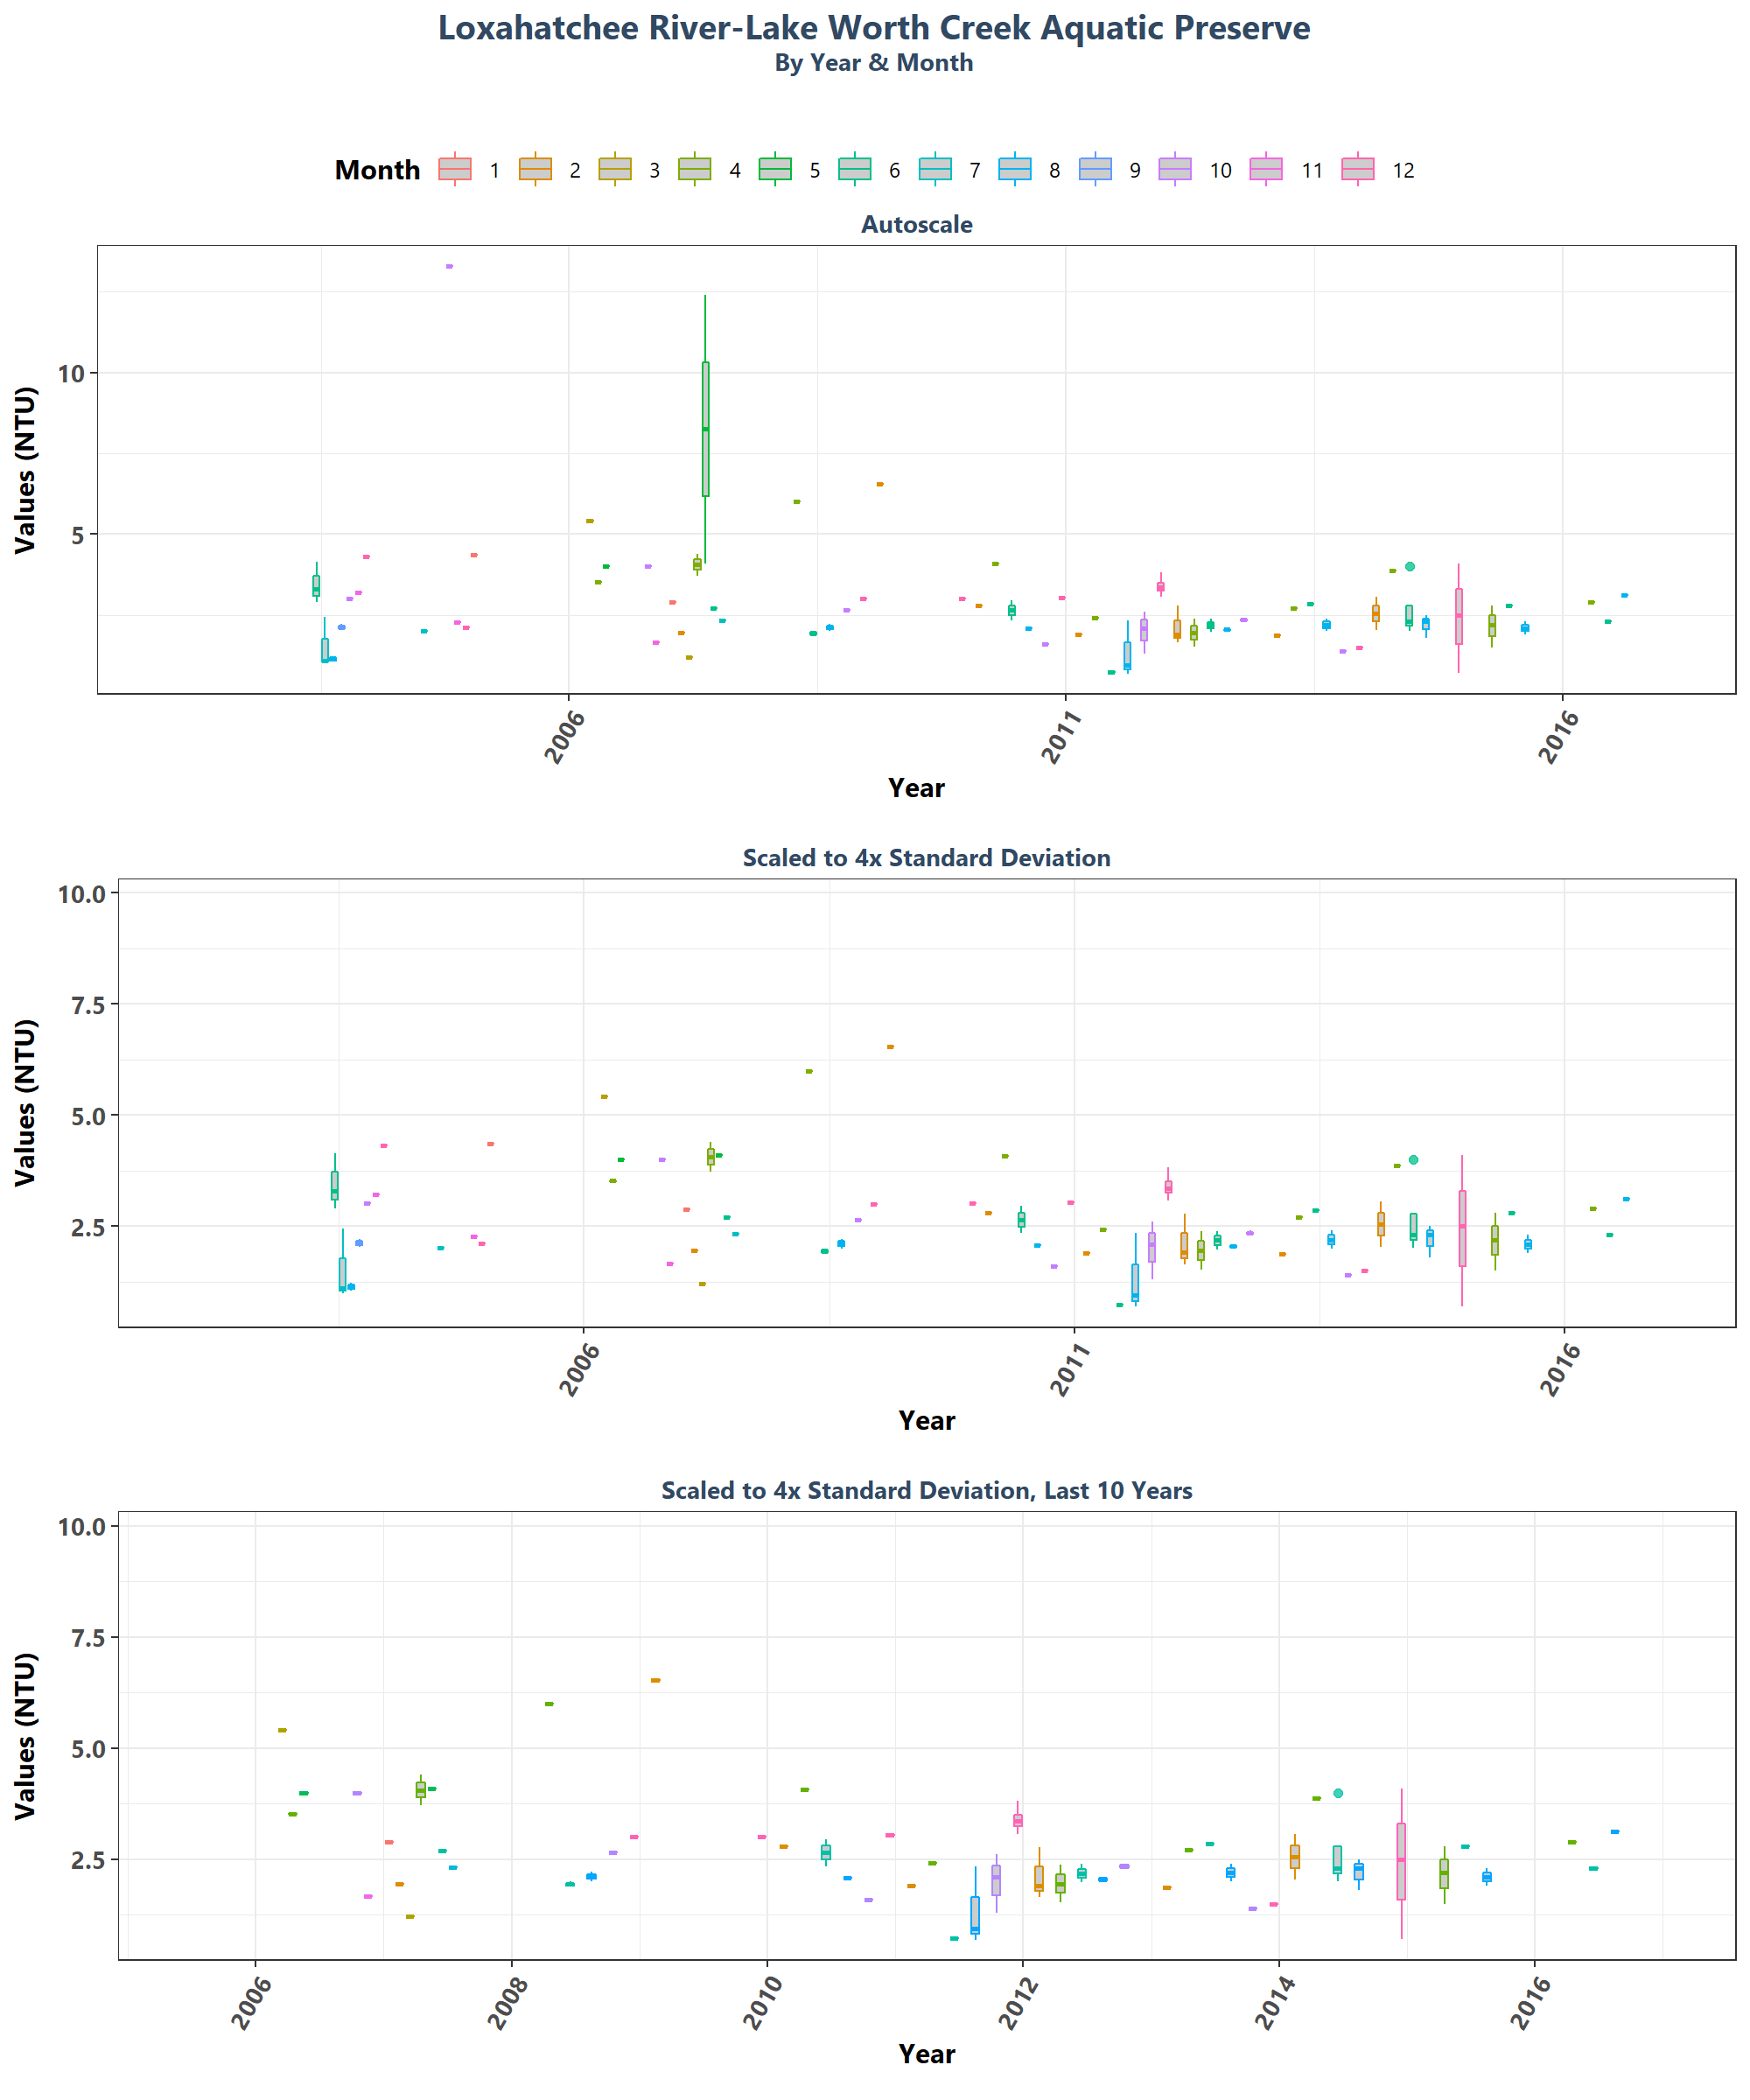 Loxahatchee River-Lake Worth Creek Aquatic Preserve
By Year & Month
Month 1 2 3 4 5 6 7 8 9 10 11 12
Autoscale
Values (NTU)
10
5
2006 2011 2016
Year
Scaled to 4x Standard Deviation
Values (NTU)
10.0
7.5
5.0
2.5
2006 2011 2016
Year
Scaled to 4x Standard Deviation, Last 10 Years
Values (NTU)
10.0
7.5
5.0
2.5
2006 2008 2010 2012 2014 2016
Year